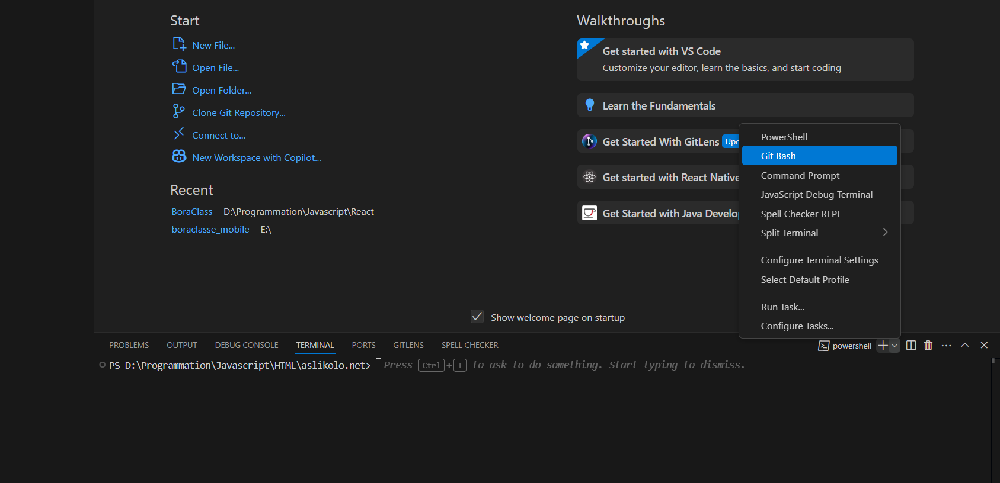 Start
New File...
Open File...
Open Folder...
Clone Git Repository...
Connect to...
New Workspace with Copilot...
Recent
BoraClass D:\Programmation\Javascript\React
boraclasse_mobile E:\
Walkthroughs
Get started with VS Code
Customize your editor, learn the basics, and start coding
Learn the Fundamentals
Get Started With GitLens
Get started with React Native
Get Started with Java
PowerShell
Git Bash
Command Prompt
JavaScript Debug Terminal
Spell Checker REPL
Split Terminal
Configure Terminal Settings
Select Default Profile
Run Task...
Configure Tasks...
Show welcome page on startup
PROBLEMS OUTPUT DEBUG CONSOLE TERMINAL PORTS GITLENS SPELL CHECKER powershell
PS D:\Programmation\Javascript\HTML\aslikolo.net> Press Ctrl+I to ask to do something. Start typing to dismiss.